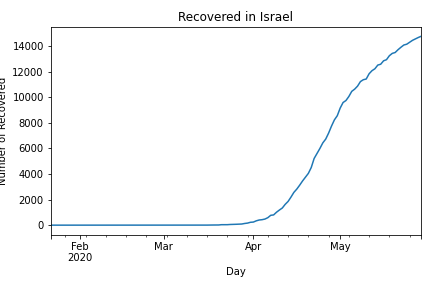 Recovered in Israel
Number of Recovered
14000
12000
10000
8000
6000
4000
2000
0
Feb
2020
Mar
Apr
May
Day